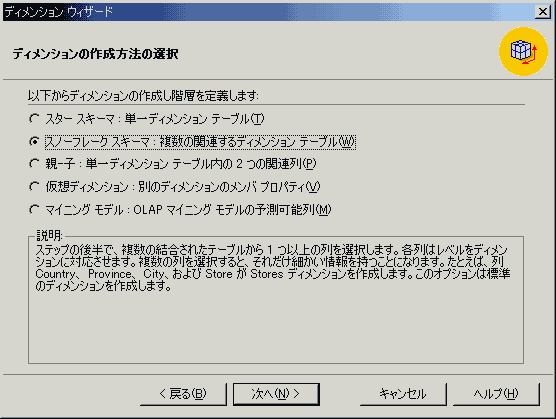 ディメンション ウィザード
ディメンションの作成方法の選択
以下からディメンションの作成し階層を定義します:
スター スキーマ : 単一ディメンション テーブル(T)
スノーフレーク スキーマ : 複数の関連するディメンション テーブル(W)
親-子 : 単一ディメンション テーブル内の 2 つの関連列(P)
仮想ディメンション : 別のディメンションのメンバ プロパティ(V)
マイニング モデル : OLAP マイニング モデルの予測可能列(M)
説明:
ステップの後半で、複数の結合されたテーブルから 1 つ以上の列を選択します。各列はレベルをディメン
ションに対応させます。複数の列を選択すると、それだけ細かい情報を持つことになります。たとえば、列
Country、Province、City、および Store が Stores ディメンションを作成します。このオプションは標準
のディメンションを作成します。
< 戻る(B)
次へ(N) >
キャンセル
ヘルプ(H)